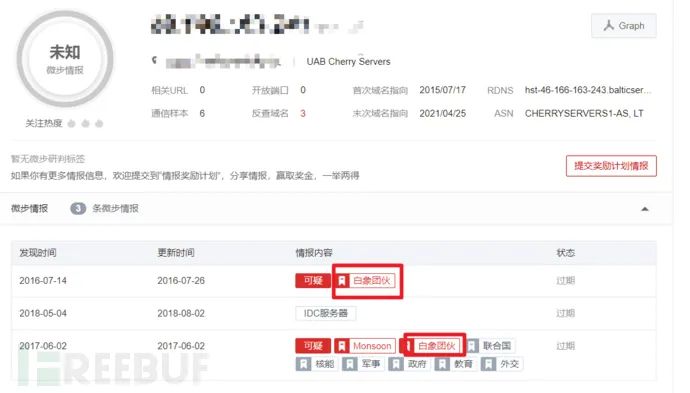 未知
微步情报
关注热度
Graph
UAB Cherry Servers
相关URL 0 开放端口 0 首次域名指向 2015/07/17 RDNS hst-46-166-163-243.balticser...
通信样本 6 反查域名 3 末次域名指向 2021/04/25 ASN CHERRYSERVERS1-AS, LT
暂无微步研判标签
如果你有更多情报信息，欢迎提交到"情报奖励计划"，分享情报，赢取奖金，一举两得
提交奖励计划情报
微步情报 3 条微步情报
发现时间 更新时间 情报内容 状态
2016-07-14 2016-07-26 可疑 白象团伙 过期
2018-05-04 2018-08-02 IDC服务器 过期
2017-06-02 2017-06-02 可疑 Monsoon 白象团伙 联合国 过期
核能 军事 政府 教育 外交
FREEBUF